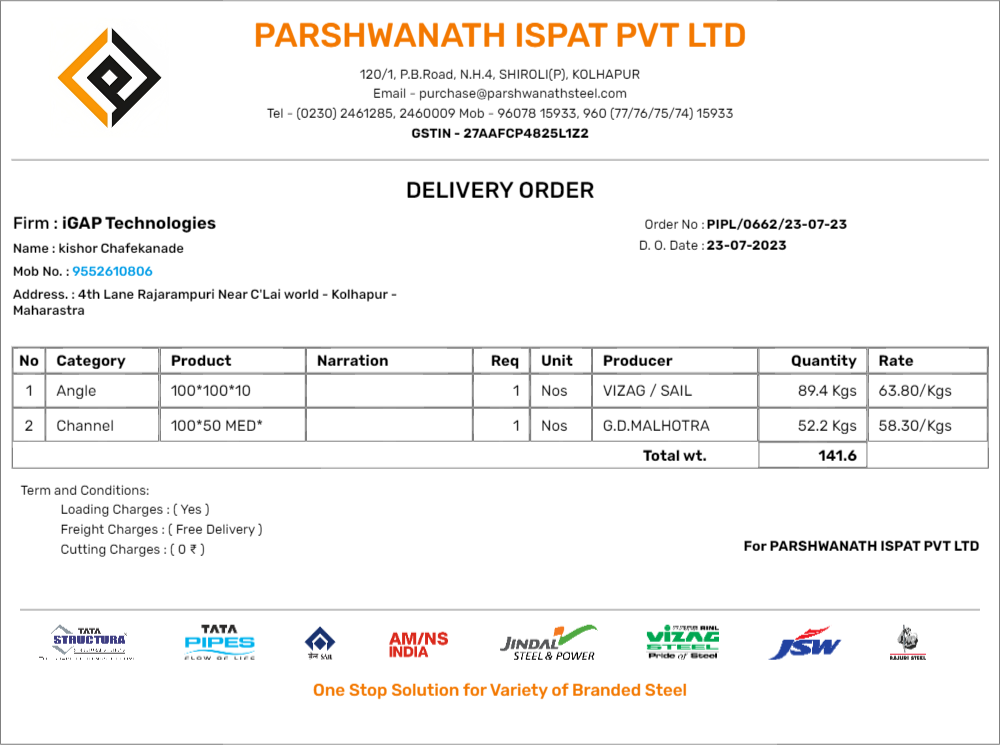 PARSHWANATH ISPAT PVT LTD
120/1, P.B.Road, N.H.4, SHIROLI(P), KOLHAPUR
Email - purchase@parshwanathsteel.com
Tel - (0230) 2461285, 2460009 Mob - 96078 15933, 960 (77/76/75/74) 15933
GSTIN - 27AAFCP4825L1Z2
DELIVERY ORDER
Firm : iGAP Technologies
Name : kishor Chafekanade
Mob No. : 9552610806
Address. : 4th Lane Rajarampuri Near C'Lai world - Kolhapur -
Maharastra
Order No : PIPL/0662/23-07-23
D. O. Date : 23-07-2023
No Category Product Narration Req Unit Producer Quantity Rate
1 Angle 100*100*10 1 Nos VIZAG / SAIL 89.4 Kgs 63.80/Kgs
2 Channel 100*50 MED* 1 Nos G.D.MALHOTRA 52.2 Kgs 58.30/Kgs
Total wt. 141.6
Term and Conditions:
Loading Charges : ( Yes )
Freight Charges : ( Free Delivery )
Cutting Charges : ( 0 ₹ )
For PARSHWANATH ISPAT PVT LTD
TATA
STRUCTURA
TATA
PIPES
FLOW OF LIFE
सेल SAIL
AM/NS
INDIA
JINDAL
STEEL & POWER
RINL
VIZAG
STEEL
Pride of Steel
JSW
RAJURI STEEL
One Stop Solution for Variety of Branded Steel